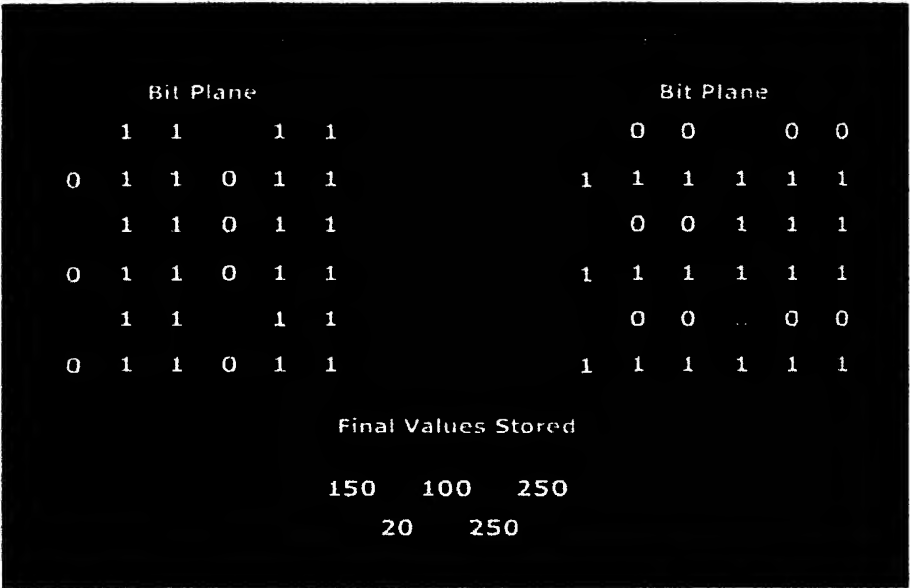 Bit Plane Bit Plane
1 1 1 1 0 0 0 0
0 1 1 0 1 1 1 1 1 1 1 1
1 1 0 1 1 0 0 1 1 1
0 1 1 0 1 1 1 1 1 1 1 1
1 1 1 1 0 0 0 0
0 1 1 0 1 1 1 1 1 1 1 1
Final Values Stored
150 100 250
20 250